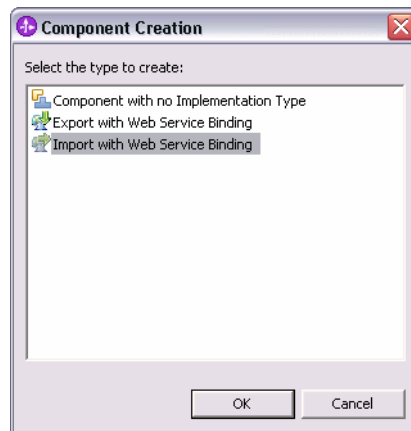 Component Creation
Select the type to create:
Component with no Implementation Type
Export with Web Service Binding
Import with Web Service Binding
OK
Cancel